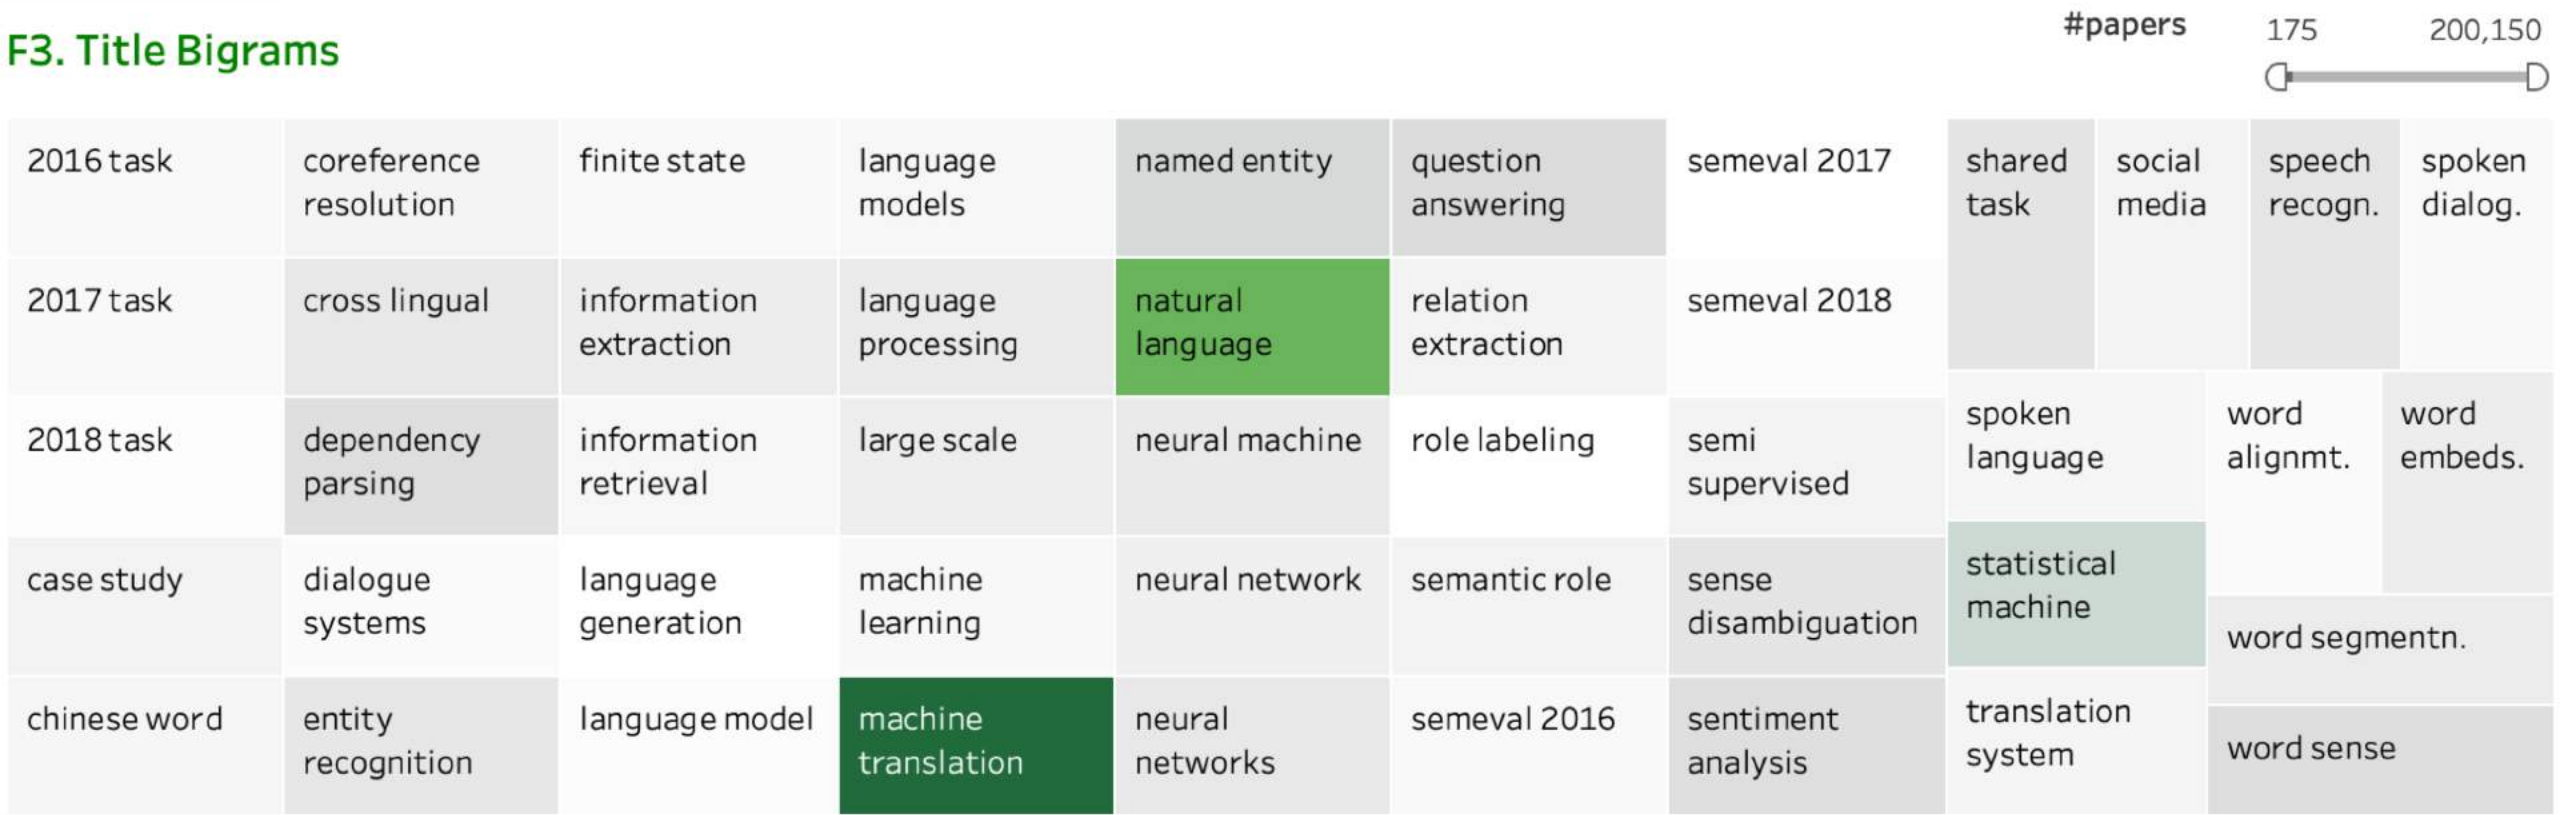 F3. Title Bigrams
#papers
175
200,150
2016 task
coreference
resolution
finite state
language
models
named entity
question
answering
semeval 2017
shared
task
social
media
speech
recogn.
spoken
dialog.
2017 task
cross lingual
information
extraction
language
processing
natural
language
relation
extraction
semeval 2018
2018 task
dependency
parsing
information
retrieval
large scale
neural machine
role labeling
semi
supervised
spoken
language
word
alignmt.
word
embeds.
case study
dialogue
systems
language
generation
machine
learning
neural network
semantic role
sense
disambiguation
statistical
machine
word segmentn.
chinese word
entity
recognition
language model
machine
translation
neural
networks
semeval 2016
sentiment
analysis
translation
system
word sense